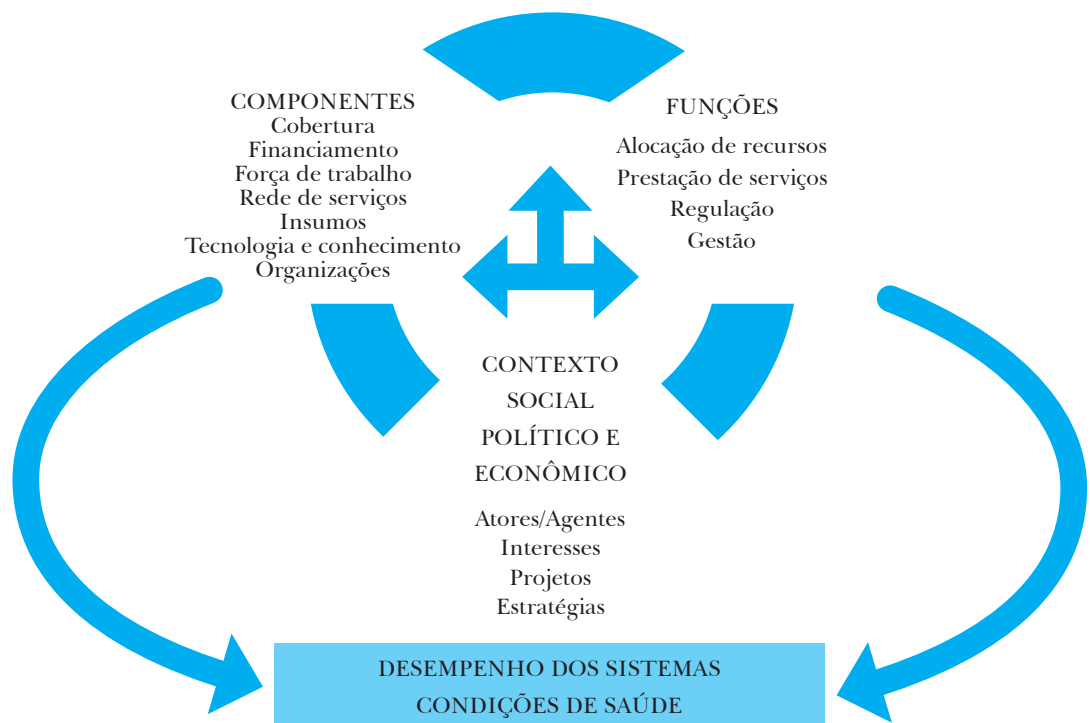 COMPONENTES
Cobertura
Financiamento
Força de trabalho
Rede de serviços
Insumos
Tecnologia e conhecimento
Organizações
FUNÇÕES
Alocação de recursos
Prestação de serviços
Regulação
Gestão
CONTEXTO
SOCIAL
POLÍTICO E
ECONÔMICO
Atores/Agentes
Interesses
Projetos
Estratégias
DESEMPENHO DOS SISTEMAS
CONDIÇÕES DE SAÚDE